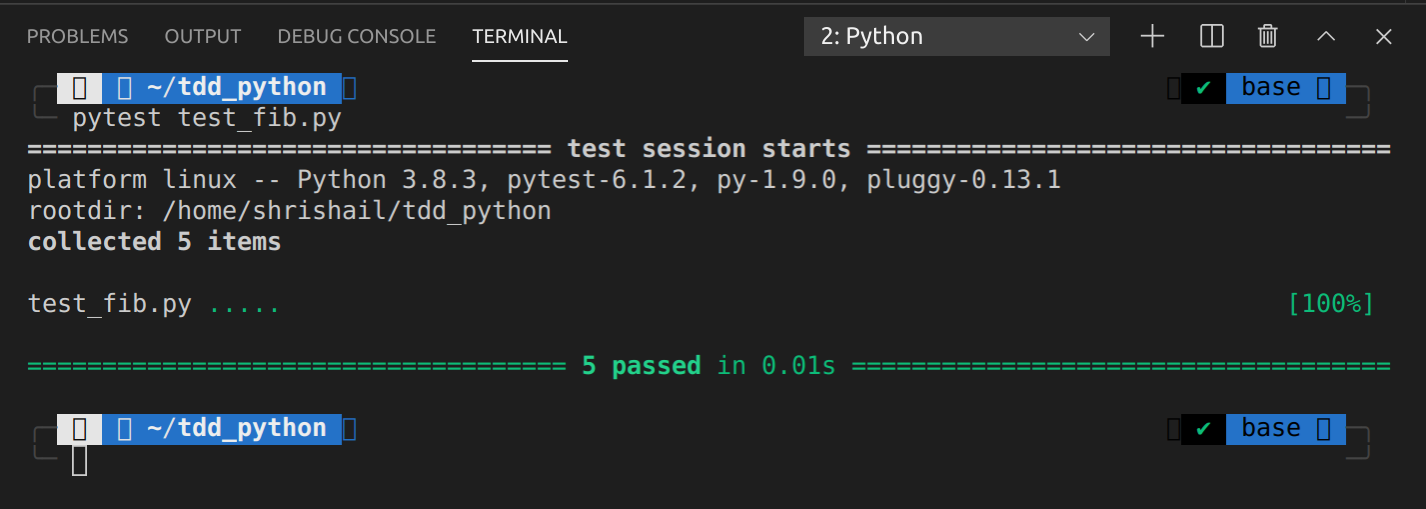 PROBLEMS OUTPUT DEBUG CONSOLE TERMINAL 2: Python
~/tdd_python ✔ base
pytest test_fib.py
=================================== test session starts ===================================
platform linux -- Python 3.8.3, pytest-6.1.2, py-1.9.0, pluggy-0.13.1
rootdir: /home/shrishail/tdd_python
collected 5 items
test_fib.py ..... [100%]
==================================== 5 passed in 0.01s ====================================
~/tdd_python ✔ base